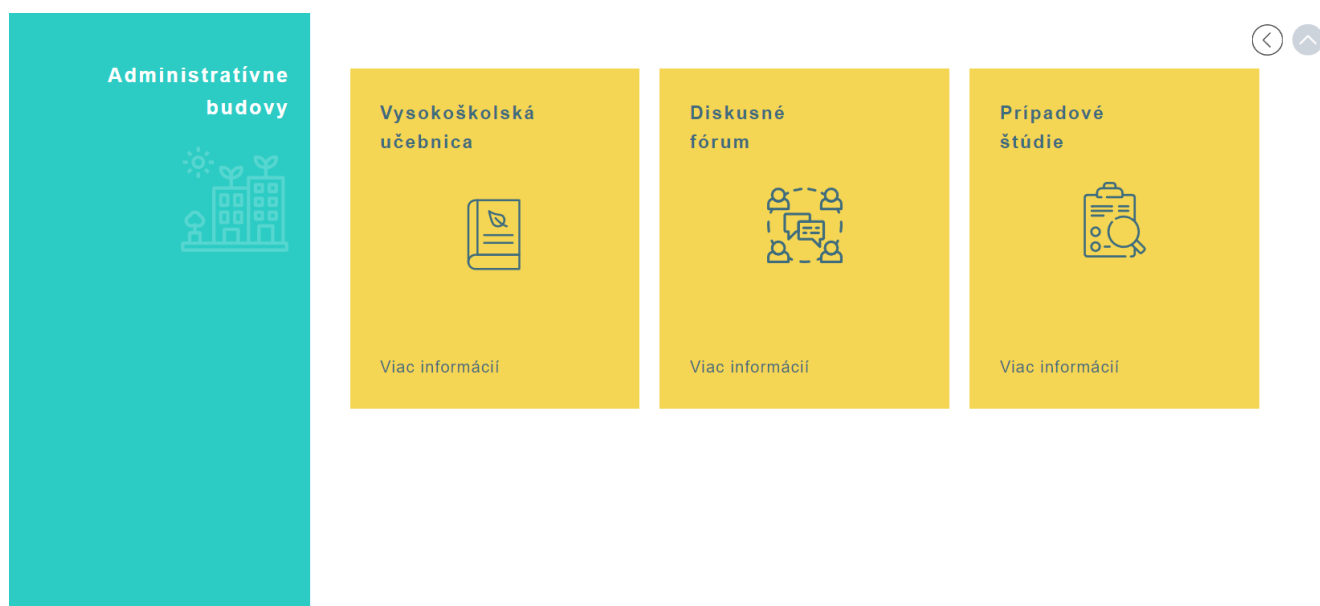 Administratívne
budovy
Vysokoškolská
učebnica
Viac informácií
Diskusné
fórum
Viac informácií
Prípadové
štúdie
Viac informácií